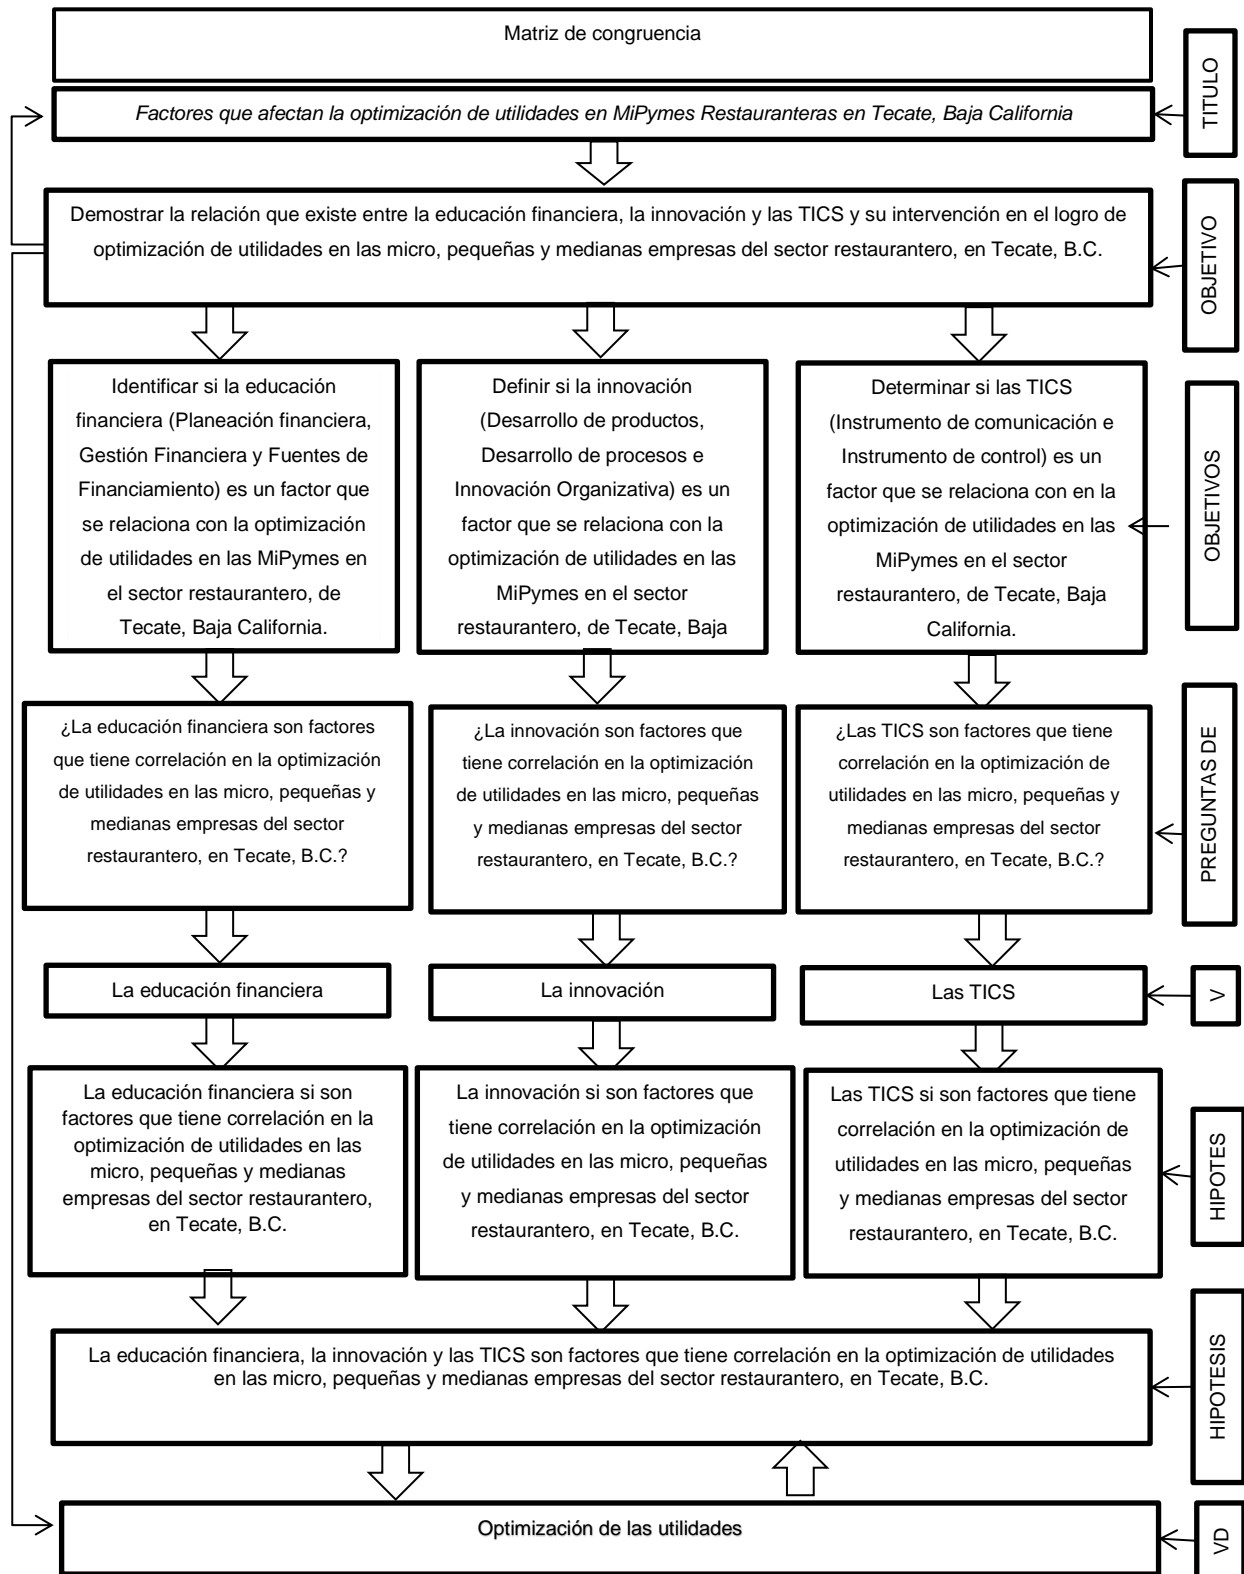 Matriz de congruencia
TITULO
Factores que afectan la optimización de utilidades en MiPymes Restauranteras en Tecate, Baja California
OBJETIVO
Demostrar la relación que existe entre la educación financiera, la innovación y las TICS y su intervención en el logro de
optimización de utilidades en las micro, pequeñas y medianas empresas del sector restaurantero, en Tecate, B.C.
Identificar si la educación
financiera (Planeación financiera,
Gestión Financiera y Fuentes de
Financiamiento) es un factor que
se relaciona con la optimización
de utilidades en las MiPymes en
el sector restaurantero, de
Tecate, Baja California.
Definir si la innovación
(Desarrollo de productos,
Desarrollo de procesos e
Innovación Organizativa) es un
factor que se relaciona con la
optimización de utilidades en las
MiPymes en el sector
restaurantero, de Tecate, Baja
Determinar si las TICS
(Instrumento de comunicación e
Instrumento de control) es un
factor que se relaciona con en la
optimización de utilidades en las
MiPymes en el sector
restaurantero, de Tecate, Baja
California.
OBJETIVOS
¿La educación financiera son factores
que tiene correlación en la optimización
de utilidades en las micro, pequeñas y
medianas empresas del sector
restaurantero, en Tecate, B.C.?
¿La innovación son factores que
tiene correlación en la optimización
de utilidades en las micro, pequeñas
y medianas empresas del sector
restaurantero, en Tecate, B.C.?
¿Las TICS son factores que tiene
correlación en la optimización de
utilidades en las micro, pequeñas y
medianas empresas del sector
restaurantero, en Tecate, B.C.?
PREGUNTAS DE
La educación financiera
La innovación
Las TICS
V
La educación financiera si son
factores que tiene correlación en la
optimización de utilidades en las
micro, pequeñas y medianas
empresas del sector restaurantero,
en Tecate, B.C.
La innovación si son factores que
tiene correlación en la optimización
de utilidades en las micro, pequeñas
y medianas empresas del sector
restaurantero, en Tecate, B.C.
Las TICS si son factores que tiene
correlación en la optimización de
utilidades en las micro, pequeñas
y medianas empresas del sector
restaurantero, en Tecate, B.C.
HIPOTES
La educación financiera, la innovación y las TICS son factores que tiene correlación en la optimización de utilidades
en las micro, pequeñas y medianas empresas del sector restaurantero, en Tecate, B.C.
HIPOTESIS
Optimización de las utilidades
VD